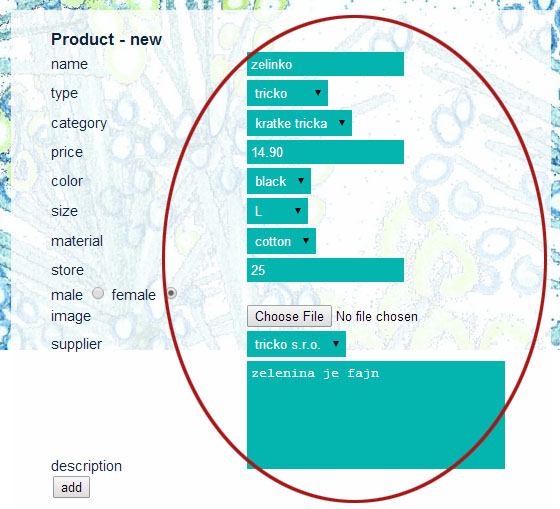 Product - new
name zelinko
type tricko
category kratke tricka
price 14.90
color black
size L
material cotton
store 25
male female
image Choose File No file chosen
supplier tricko s.r.o.
zelenina je fajn
description
add